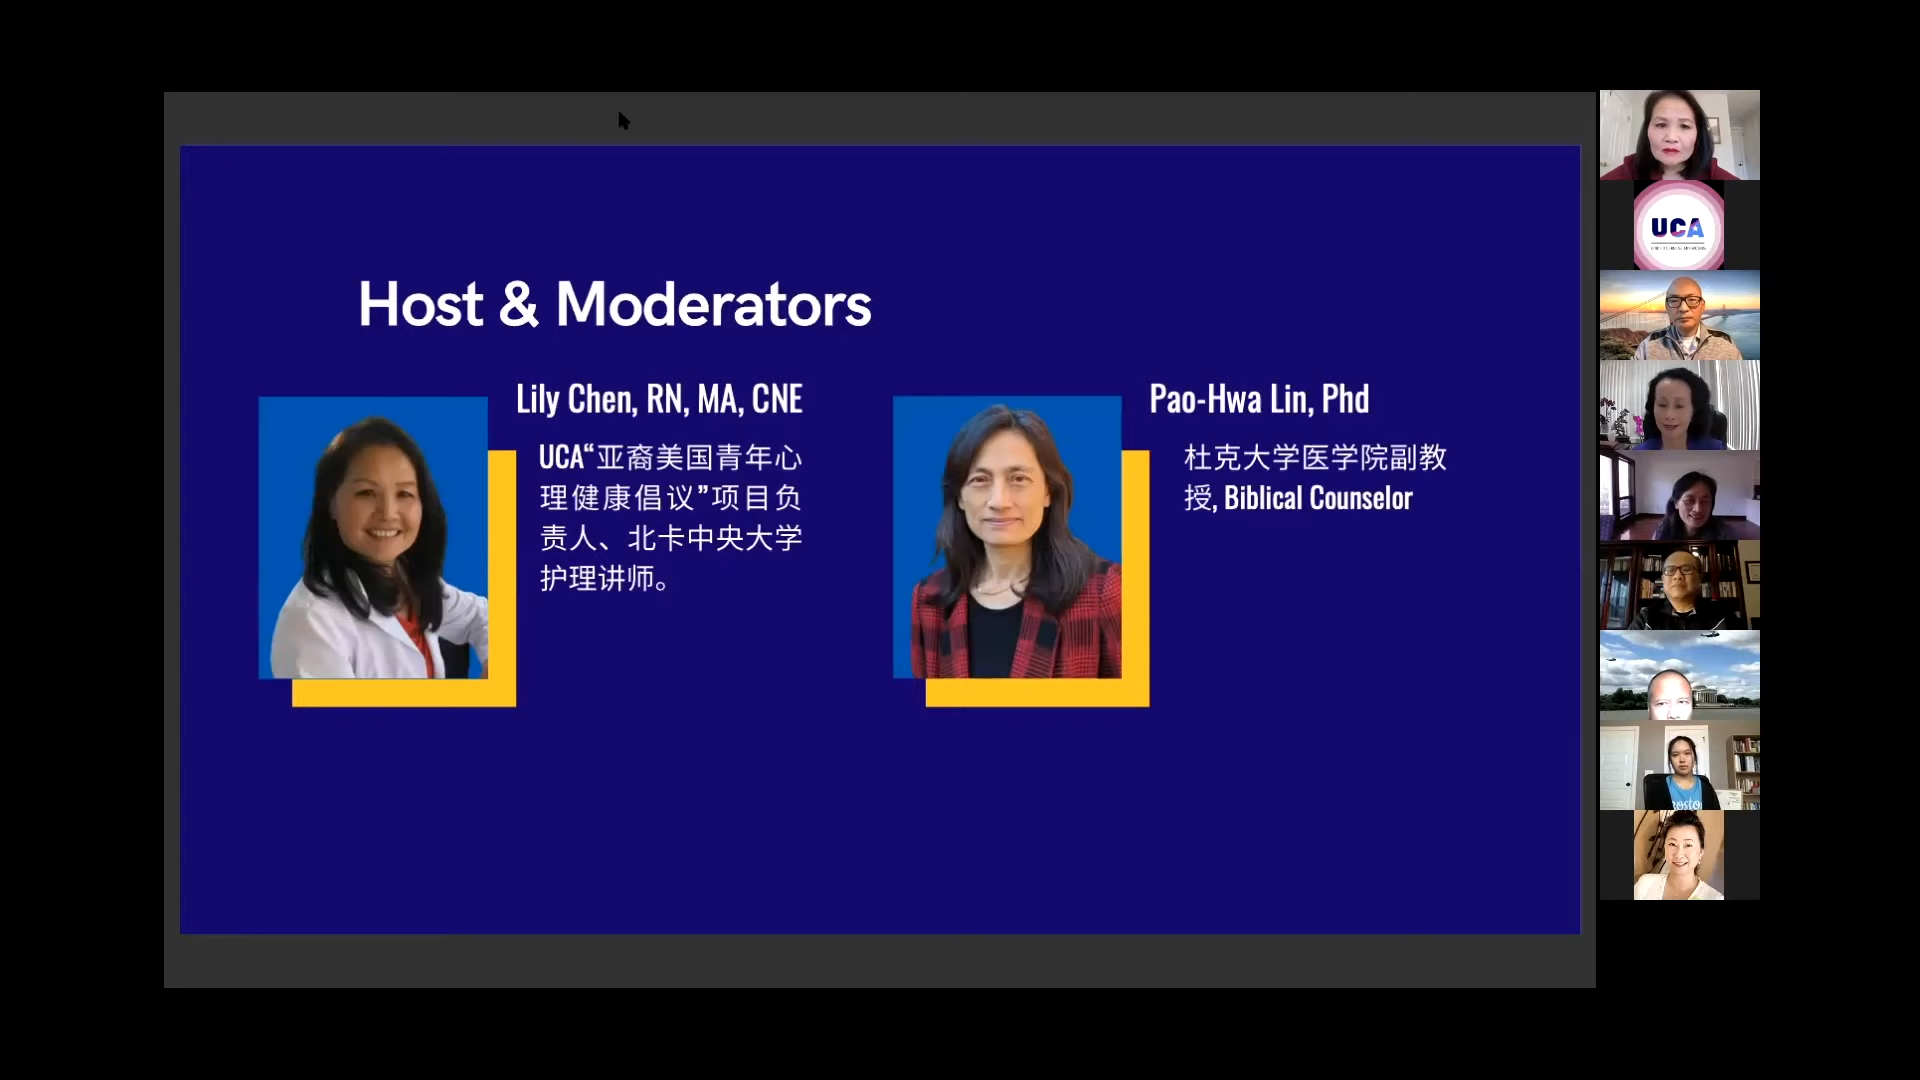 Host & Moderators
Lily Chen, RN, MA, CNE
UCA“亚裔美国青年心
理健康倡议”项目负
责人、北卡中央大学
护理讲师。
Pao-Hwa Lin, Phd
杜克大学医学院副教
授, Biblical Counselor
UCA